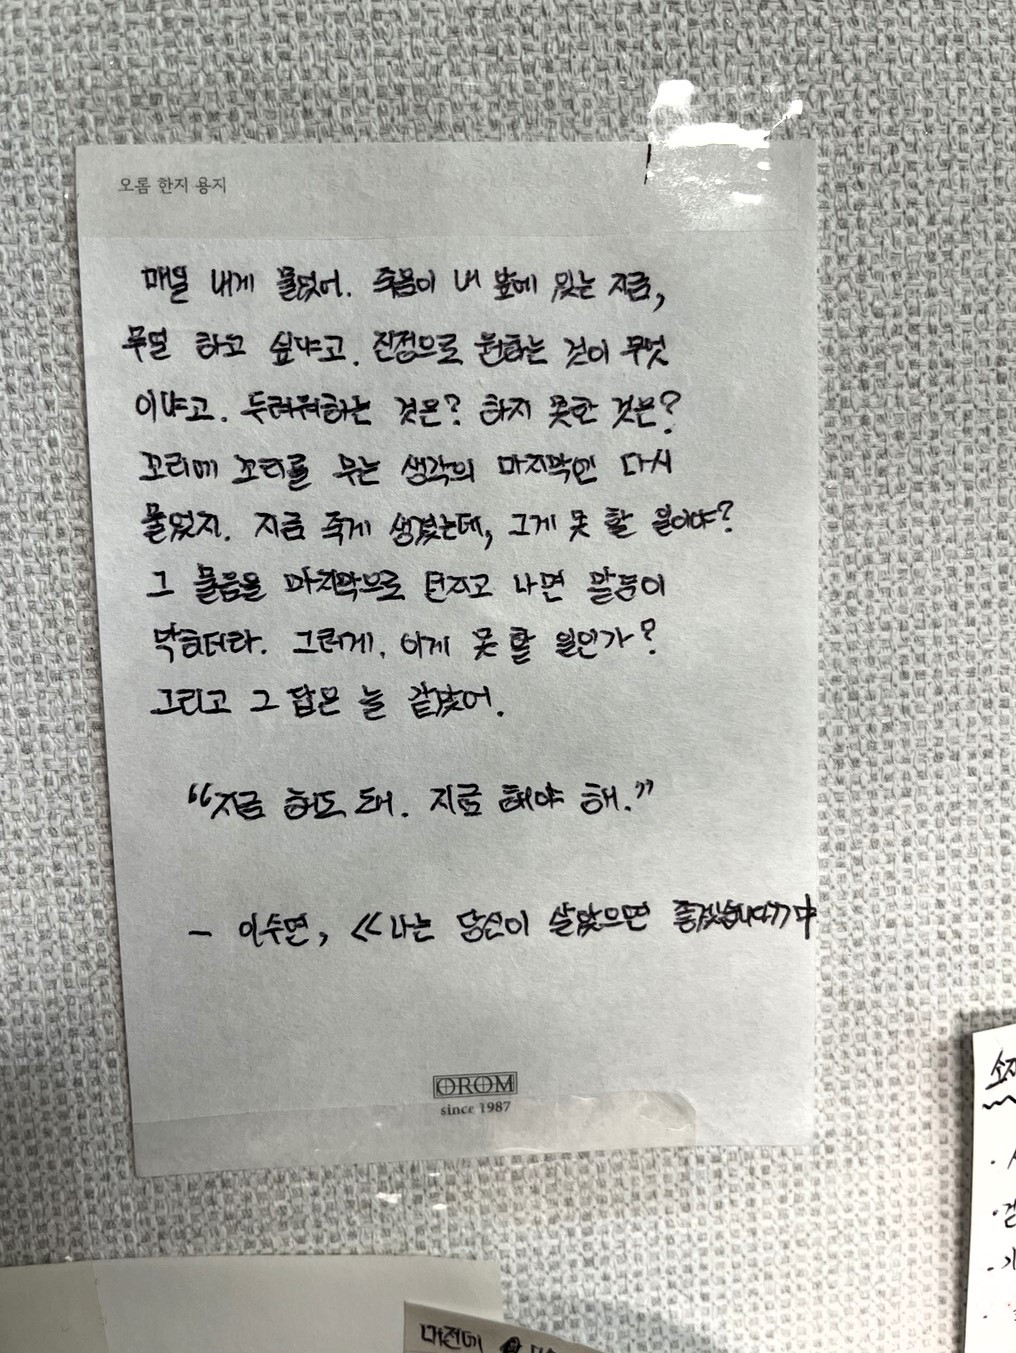 오롬 한지 용지
매일 내게 물었어. 죽음이 내 앞에 있는 지금,
무얼 하고 싶냐고. 진정으로 원하는 것이 무엇
이냐고. 두려워하는 것은? 하지 못한 것은?
꼬리에 꼬리를 무는 생각의 마지막엔 다시
물었지. 지금 죽게 생겼는데, 그게 못 할 일이야?
그 물음을 마지막으로 던지고 나면 말문이
막히더라. 그러게. 이게 못 할 일인가?
그리고 그 답은 늘 같았어.
“지금 해도 돼. 지금 해야 해.”
- 이수연, <<나는 당신이 살았으면 좋겠습니다>> 中
OROM
since 1987